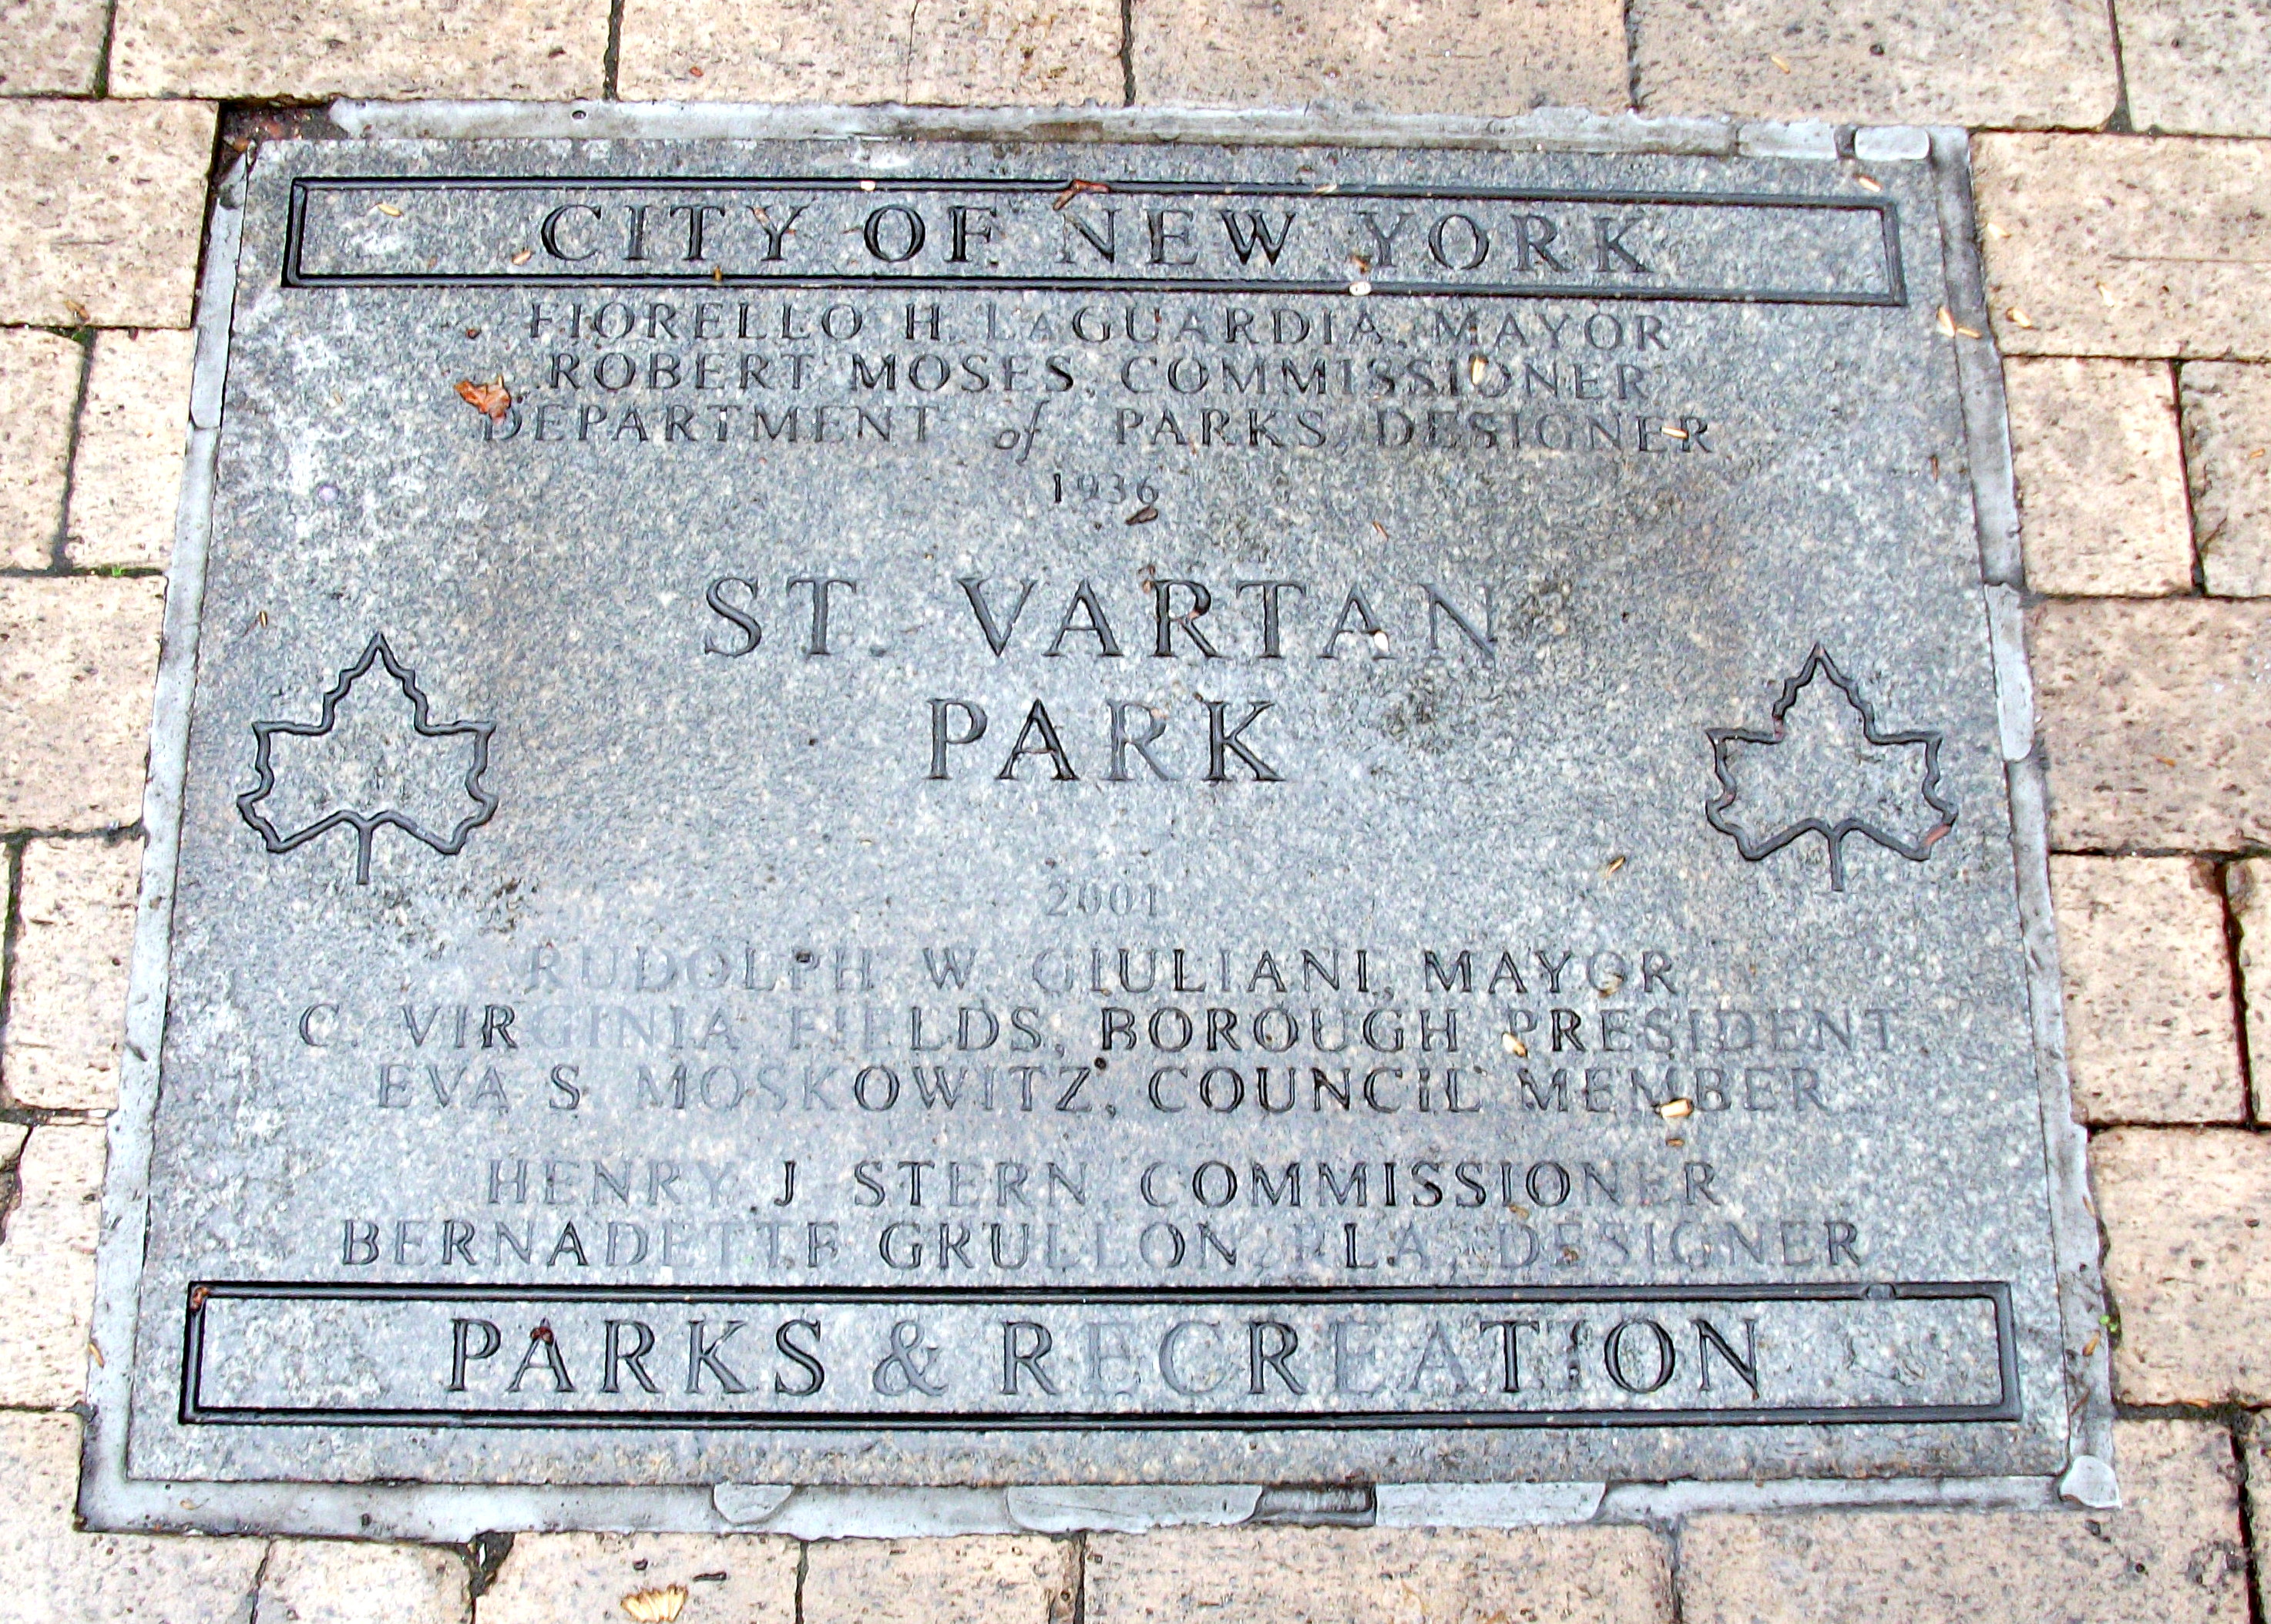 CITY OF NEW YORK
FIORELLO H. LaGUARDIA, MAYOR
ROBERT MOSES, COMMISSIONER
DEPARTMENT of PARKS, DESIGNER
1936
ST. VARTAN
PARK
2001
RUDOLPH W. GIULIANI, MAYOR
C. VIRGINIA FIELDS, BOROUGH PRESIDENT
EVA S. MOSKOWITZ, COUNCIL MEMBER
HENRY J. STERN COMMISSIONER
BERNADETTE GRULLON, RLA, DESIGNER
PARKS & RECREATION